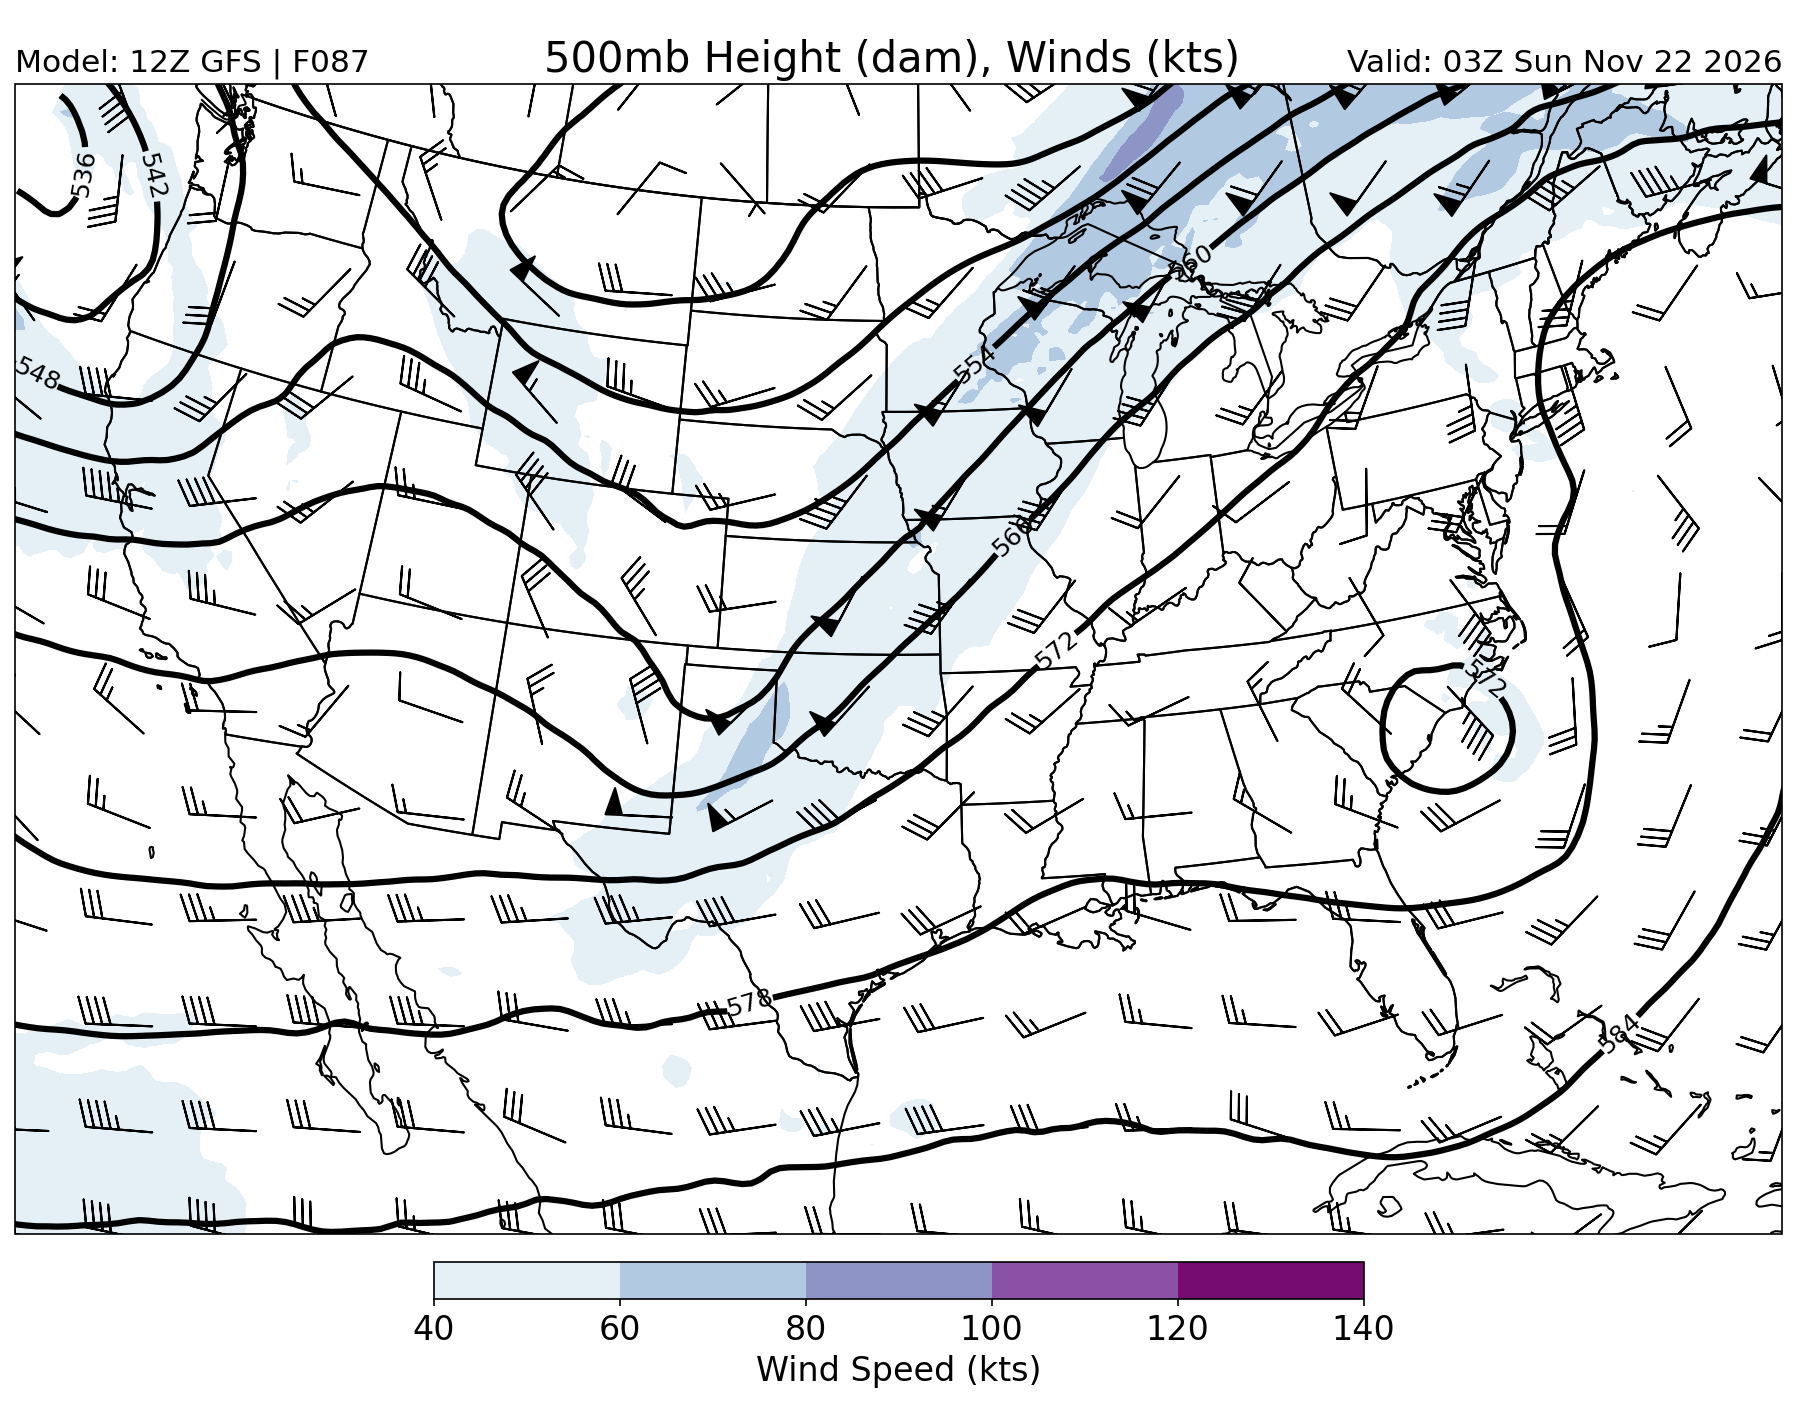 Model: 12Z GFS | F087
500mb Height (dam), Winds (kts)
Valid: 03Z Sun Nov 22 2026
536
542
548
554
560
566
572
572
578
584
40 60 80 100 120 140
Wind Speed (kts)